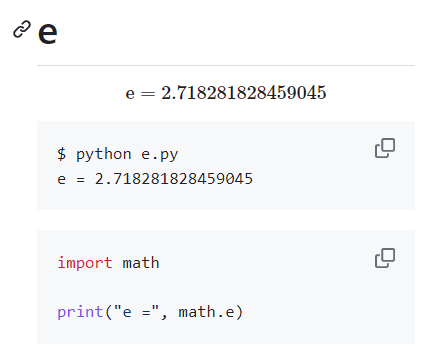 e
e = 2.718281828459045
$ python e.py
e = 2.718281828459045
import math
print("e =", math.e)